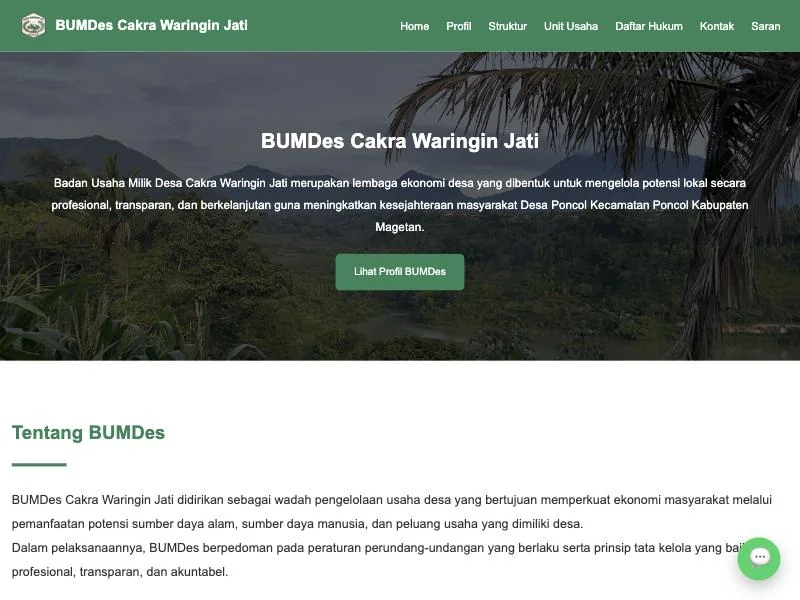 BUMDes Cakra Waringin Jati
Home Profil Struktur Unit Usaha Daftar Hukum Kontak Saran
BUMDes Cakra Waringin Jati
Badan Usaha Milik Desa Cakra Waringin Jati merupakan lembaga ekonomi desa yang dibentuk untuk mengelola potensi lokal secara
profesional, transparan, dan berkelanjutan guna meningkatkan kesejahteraan masyarakat Desa Poncol Kecamatan Poncol Kabupaten
Magetan.
Lihat Profil BUMDes
Tentang BUMDes
BUMDes Cakra Waringin Jati didirikan sebagai wadah pengelolaan usaha desa yang bertujuan memperkuat ekonomi masyarakat melalui
pemanfaatan potensi sumber daya alam, sumber daya manusia, dan peluang usaha yang dimiliki desa.
Dalam pelaksanaannya, BUMDes berpedoman pada peraturan perundang-undangan yang berlaku serta prinsip tata kelola yang
profesional, transparan, dan akuntabel.